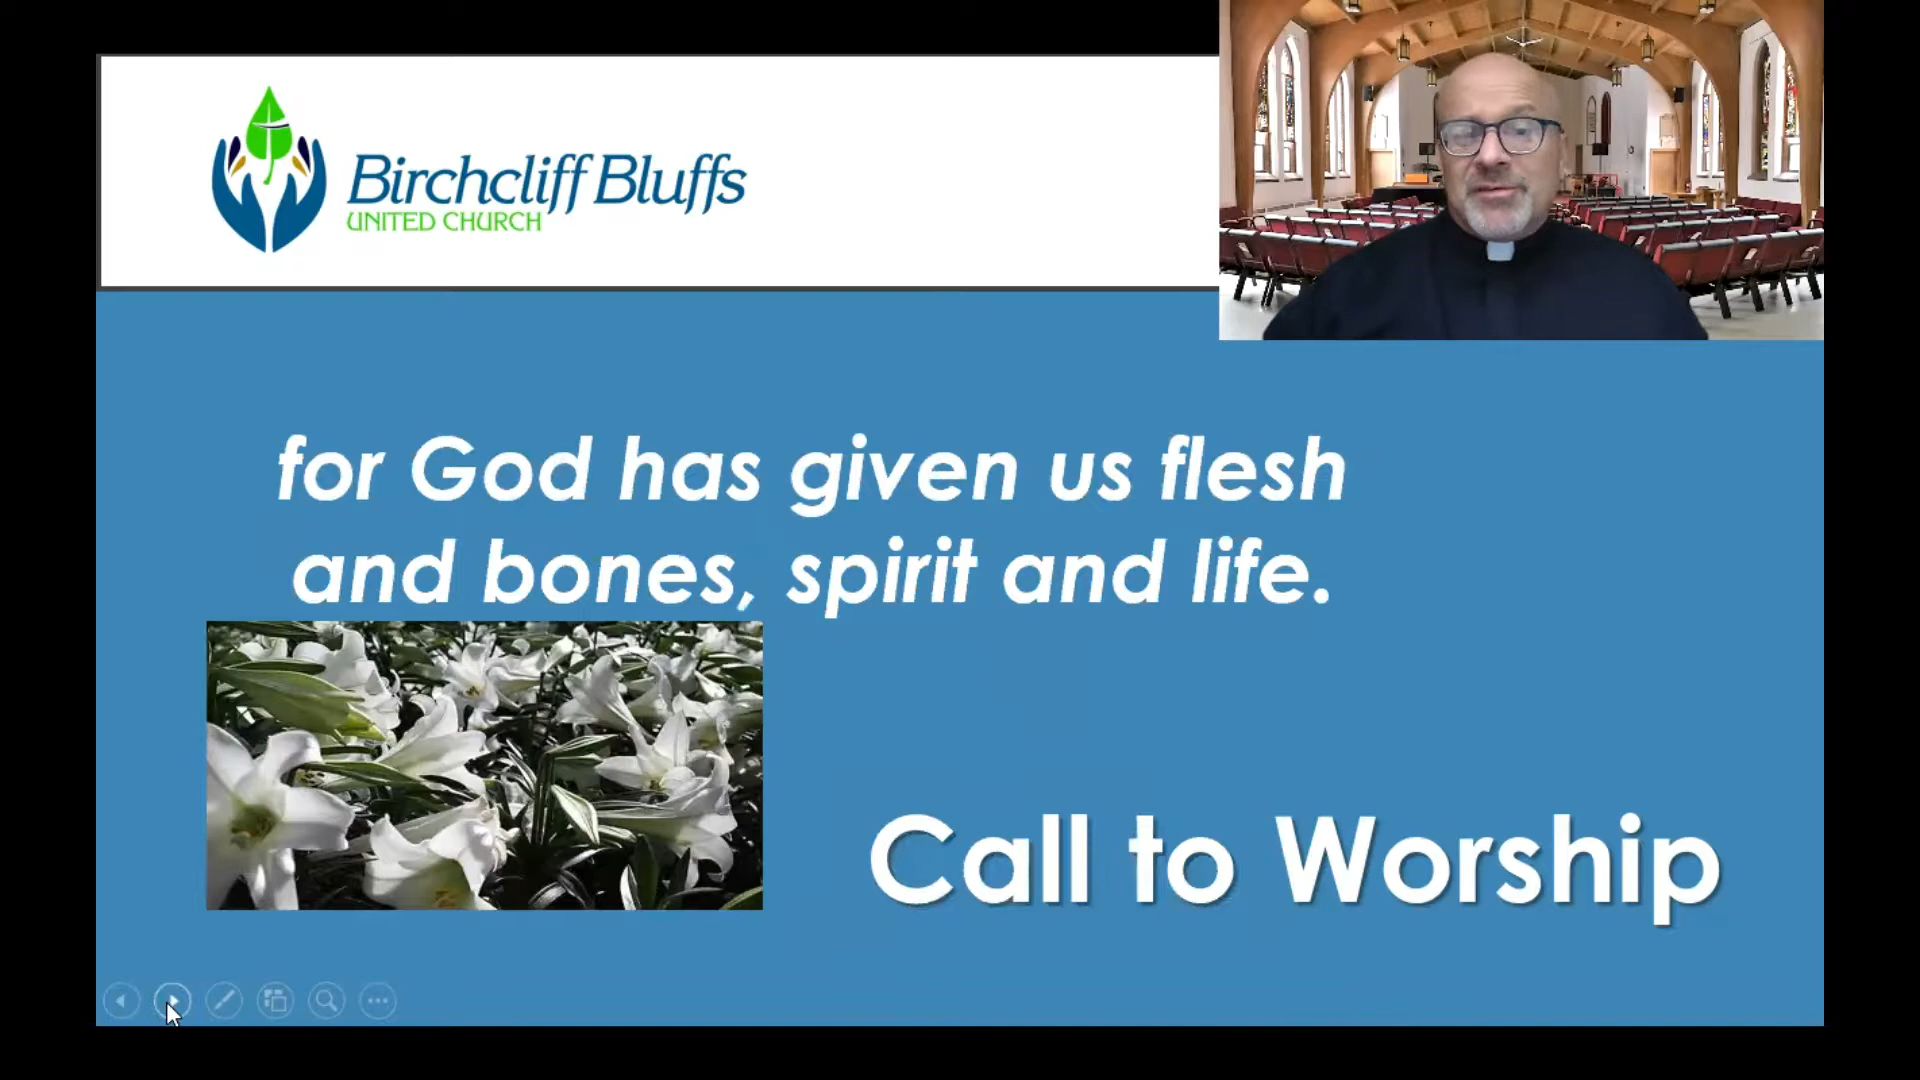 Birchcliff Bluffs
UNITED CHURCH
for God has given us flesh
and bones, spirit and life.
Call to Worship